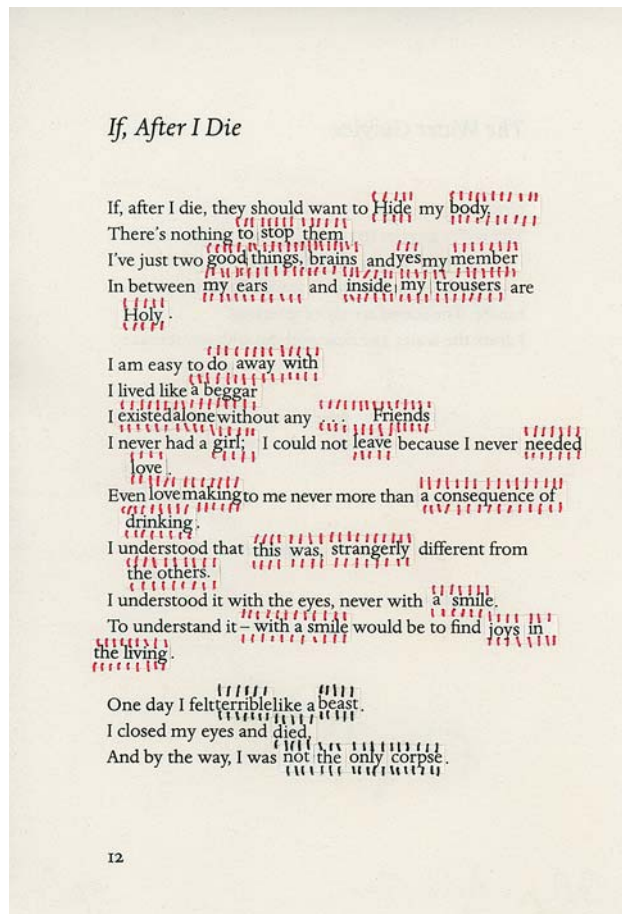 If, After I Die
If, after I die, they should want to Hide my body,
There's nothing to stop them
I've just two good things, brains and yes my member
In between my ears and inside my trousers are
Holy.
I am easy to do away with
I lived like a beggar
I existed alone without any ... Friends
I never had a girl; I could not leave because I never needed
love.
Even lovemaking to me never more than a consequence of
drinking.
I understood that this was, strangerly different from
the others.
I understood it with the eyes, never with a smile.
To understand it – with a smile would be to find joys in
the living.
One day I felt terrible like a beast.
I closed my eyes and died,
And by the way, I was not the only corpse.
12